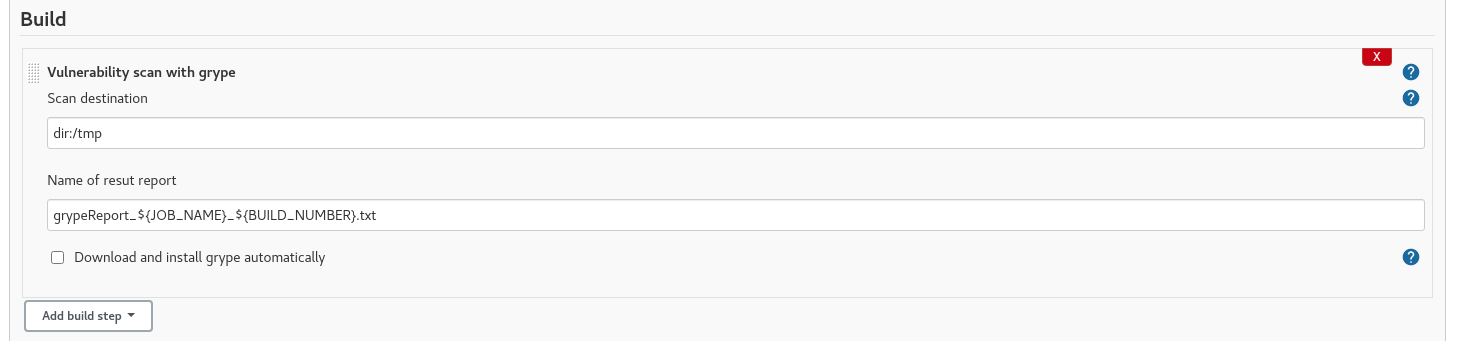 Build
X
Vulnerability scan with grype
?
Scan destination
?
dir:/tmp
Name of resut report
grypeReport_${JOB_NAME}_${BUILD_NUMBER}.txt
Download and install grype automatically
?
Add build step